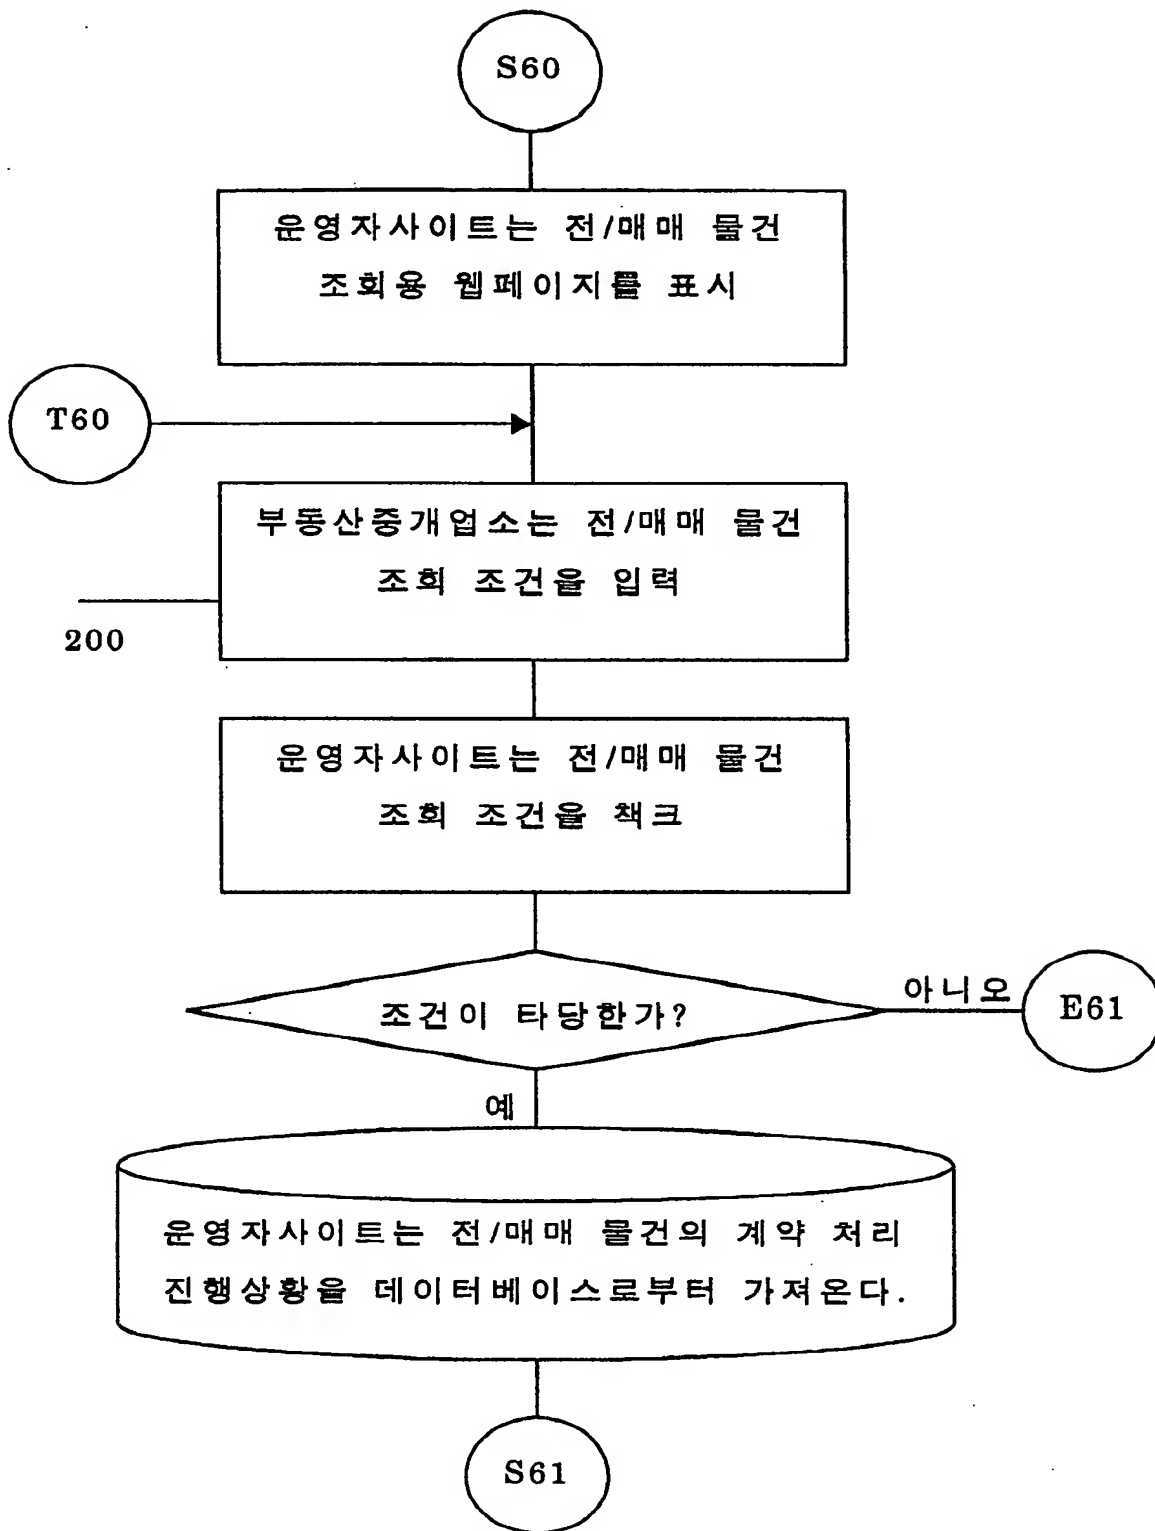 S60
운영자사이트는 전/매매 물건
조회용 웹페이지를 표시
T60
부동산중개업소는 전/매매 물건
조회 조건을 입력
200
운영자사이트는 전/매매 물건
조회 조건을 책크
조건이 타당한가?
아니오
E61
예
운영자사이트는 전/매매 물건의 계약 처리
진행상황을 데이터베이스로부터 가져온다.
S61